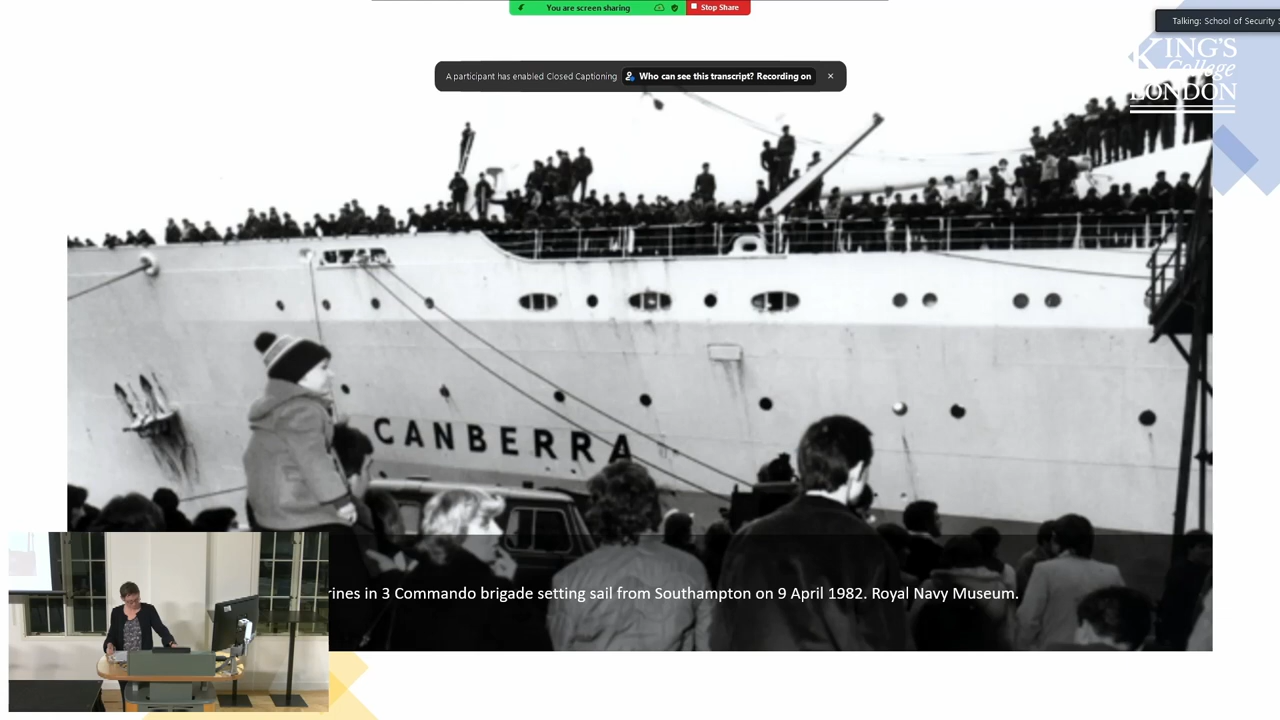 You are screen sharing
Stop Share
Talking: School of Security
A participant has enabled Closed Captioning
Who can see this transcript? Recording on
KING'S
College
LONDON
CANBERRA
rines in 3 Commando brigade setting sail from Southampton on 9 April 1982. Royal Navy Museum.